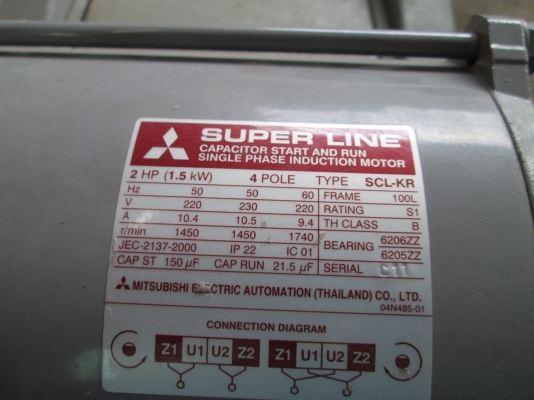 SUPER LINE
CAPACITOR START AND RUN
SINGLE PHASE INDUCTION MOTOR
2 HP (1.5 kW) 4 POLE TYPE SCL-KR
Hz 50 50 60 FRAME 100L
V 220 230 220 RATING S1
A 10.4 10.5 9.4 TH CLASS B
r/min 1450 1450 1740 BEARING 6206ZZ
JEC-2137-2000 IP 22 IC 01 6205ZZ
CAP ST 150 µF CAP RUN 21.5 µF SERIAL C11
MITSUBISHI ELECTRIC AUTOMATION (THAILAND) CO., LTD.
04N485-01
CONNECTION DIAGRAM
Z1 U1 U2 Z2 Z1 U1 U2 Z2